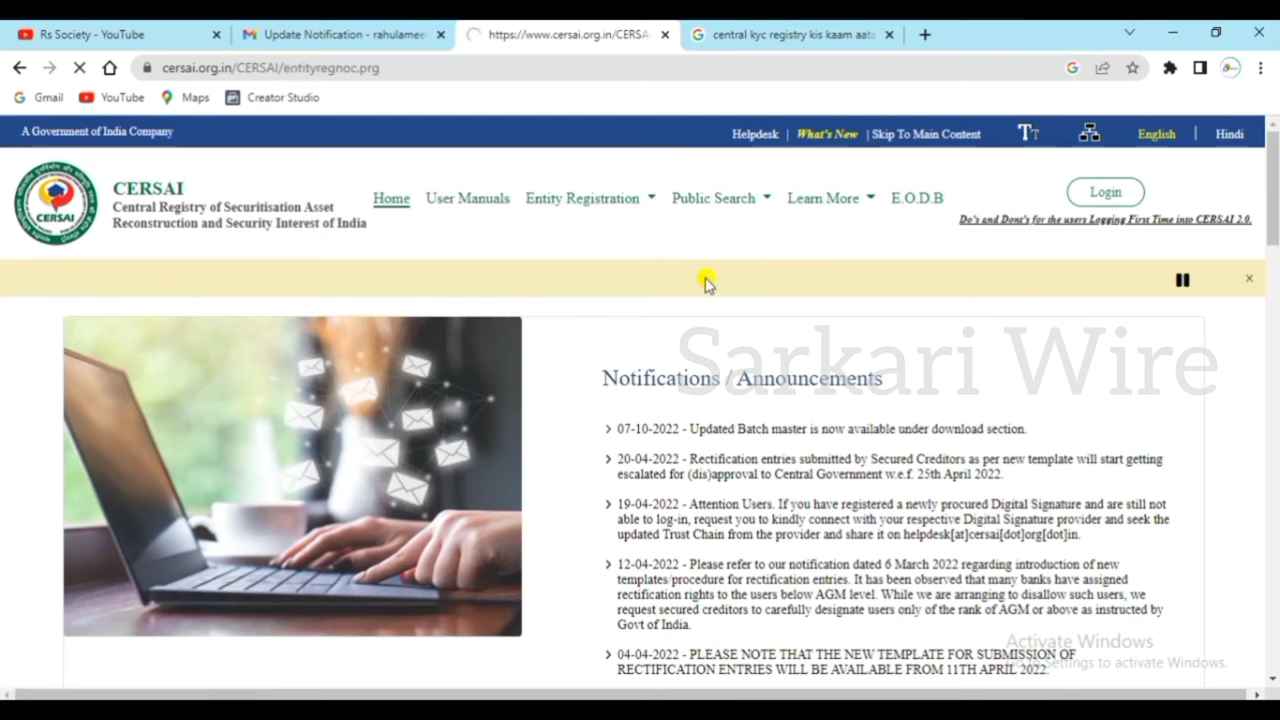 Rs Society - YouTube
Update Notification - rahulameen
https://www.cersai.org.in/CERSA
central kyc registry kis kaam aata
cersai.org.in/CERSAI/entityregnoc.prg
Gmail YouTube Maps Creator Studio
A Government of India Company
Helpdesk | What's New | Skip To Main Content
TT
English | Hindi
CERSAI
CERSAI
Central Registry of Securitisation Asset
Reconstruction and Security Interest of India
Home User Manuals Entity Registration Public Search Learn More E.O.D.B
Login
Do's and Dont's for the users Logging First Time into CERSAI 2.0.
Sarkari Wire
Notifications / Announcements
07-10-2022 - Updated Batch master is now available under download section.
20-04-2022 - Rectification entries submitted by Secured Creditors as per new template will start getting
escalated for (dis)approval to Central Government w.e.f. 25th April 2022.
19-04-2022 - Attention Users. If you have registered a newly procured Digital Signature and are still not
able to log-in, request you to kindly connect with your respective Digital Signature provider and seek the
updated Trust Chain from the provider and share it on helpdesk[at]cersai[dot]org[dot]in.
12-04-2022 - Please refer to our notification dated 6 March 2022 regarding introduction of new
templates/procedure for rectification entries. It has been observed that many banks have assigned
rectification rights to the users below AGM level. While we are arranging to disallow such users, we
request secured creditors to carefully designate users only of the rank of AGM or above as instructed by
Govt of India.
04-04-2022 - PLEASE NOTE THAT THE NEW TEMPLATE FOR SUBMISSION OF
RECTIFICATION ENTRIES WILL BE AVAILABLE FROM 11TH APRIL 2022.
Activate Windows
Go to Settings to activate Windows.